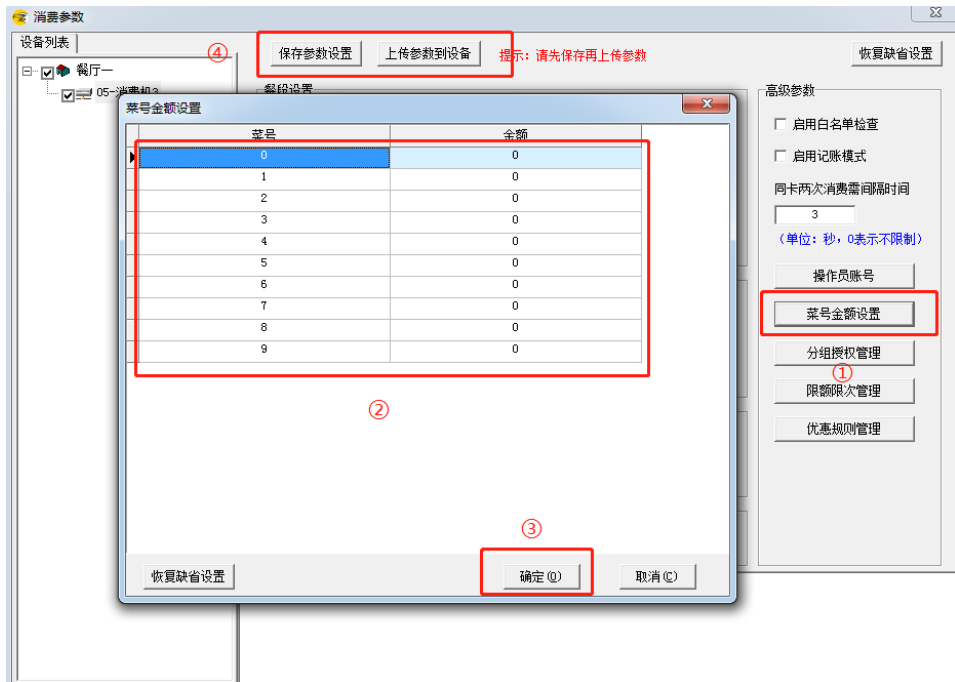 消费参数
设备列表
④
保存参数设置
上传参数到设备
提示：请先保存再上传参数
恢复缺省设置
餐厅一
05-消费机3
餐段设置
高级参数
启用白名单检查
启用记账模式
同卡两次消费需间隔时间
3
（单位：秒，0表示不限制）
操作员账号
菜号金额设置
分组授权管理
①
限额限次管理
优惠规则管理
菜号金额设置
菜号 金额
0 0
1 0
2 0
3 0
4 0
5 0
6 0
7 0
8 0
9 0
②
③
恢复缺省设置
确定(O)
取消(C)